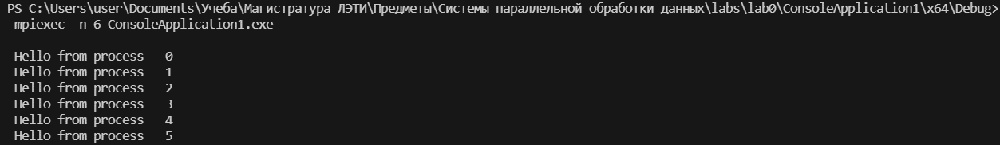 PS C:\Users\user\Documents\Учеба\Магистратура ЛЭТИ\Предметы\Системы параллельной обработки данных\labs\lab0\ConsoleApplication1\x64\Debug>
mpiexec -n 6 ConsoleApplication1.exe
Hello from process   0
Hello from process   1
Hello from process   2
Hello from process   3
Hello from process   4
Hello from process   5